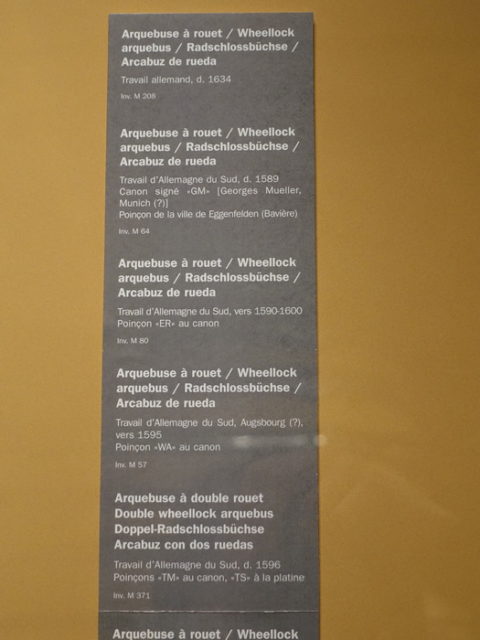 Arquebuse à rouet / Wheellock
arquebus / Radschlossbüchse /
Arcabuz de rueda
Travail allemand, d. 1634
Inv. M 208
Arquebuse à rouet / Wheellock
arquebus / Radschlossbüchse /
Arcabuz de rueda
Travail d'Allemagne du Sud, d. 1589
Canon signé «GM» [Georges Mueller,
Munich (?)]
Poinçon de la ville de Eggenfelden (Bavière)
Inv. M 64
Arquebuse à rouet / Wheellock
arquebus / Radschlossbüchse /
Arcabuz de rueda
Travail d'Allemagne du Sud, vers 1590-1600
Poinçon «ER» au canon
Inv. M 80
Arquebuse à rouet / Wheellock
arquebus / Radschlossbüchse /
Arcabuz de rueda
Travail d'Allemagne du Sud, Augsbourg (?),
vers 1595
Poinçon «WA» au canon
Inv. M 57
Arquebuse à double rouet
Double wheellock arquebus
Doppel-Radschlossbüchse
Arcabuz con dos ruedas
Travail d'Allemagne du Sud, d. 1596
Poinçons «TM» au canon, «TS» à la platine
Inv. M 371
Arquebuse à rouet / Wheellock